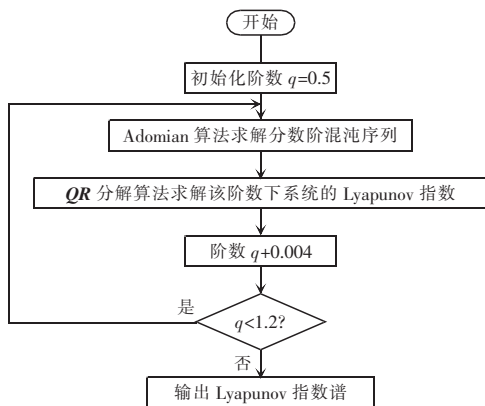 开始
初始化阶数 q=0.5
Adomian 算法求解分数阶混沌序列
QR 分解算法求解该阶数下系统的 Lyapunov 指数
阶数 q+0.004
是
q<1.2?
否
输出 Lyapunov 指数谱